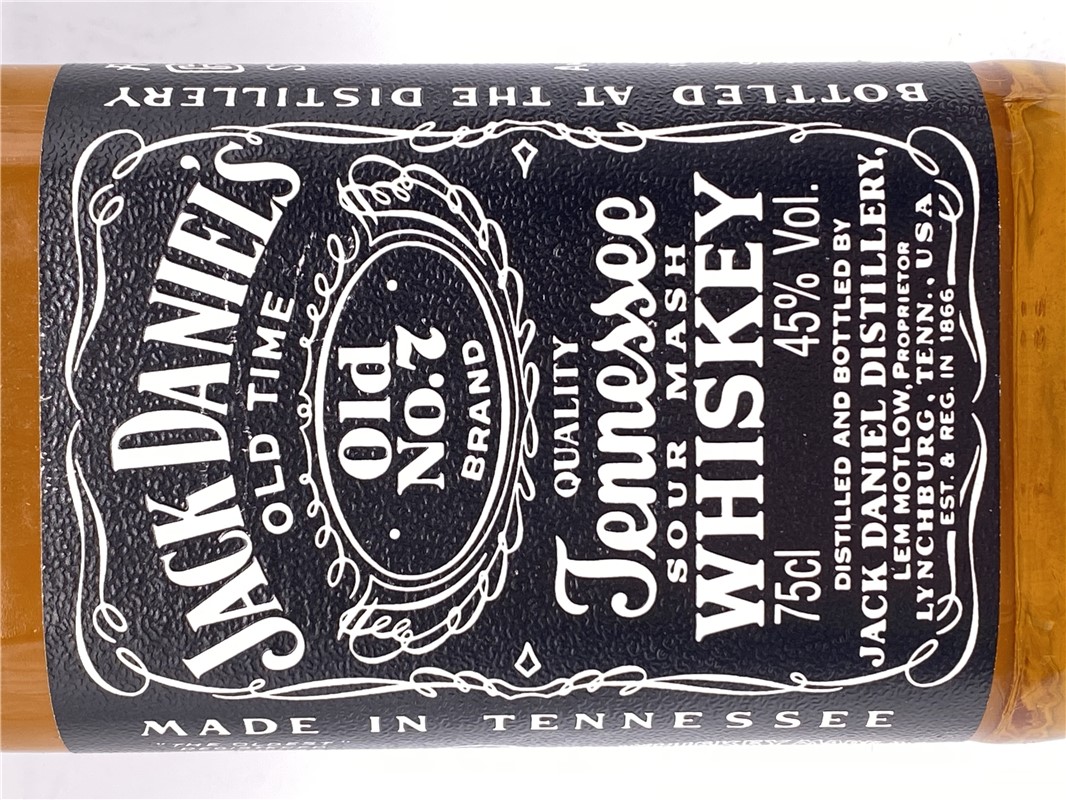 JACK DANIEL'S
OLD TIME
Old
No.7
BRAND
QUALITY
Tennessee
SOUR MASH
WHISKEY
75cl 45% Vol.
DISTILLED AND BOTTLED BY
JACK DANIEL DISTILLERY,
LEM MOTLOW, PROPRIETOR
LYNCHBURG, TENN., USA
EST. & REG. IN 1866
MADE IN TENNESSEE
"THE OLDEST
BOTTLED AT THE DISTILLERY